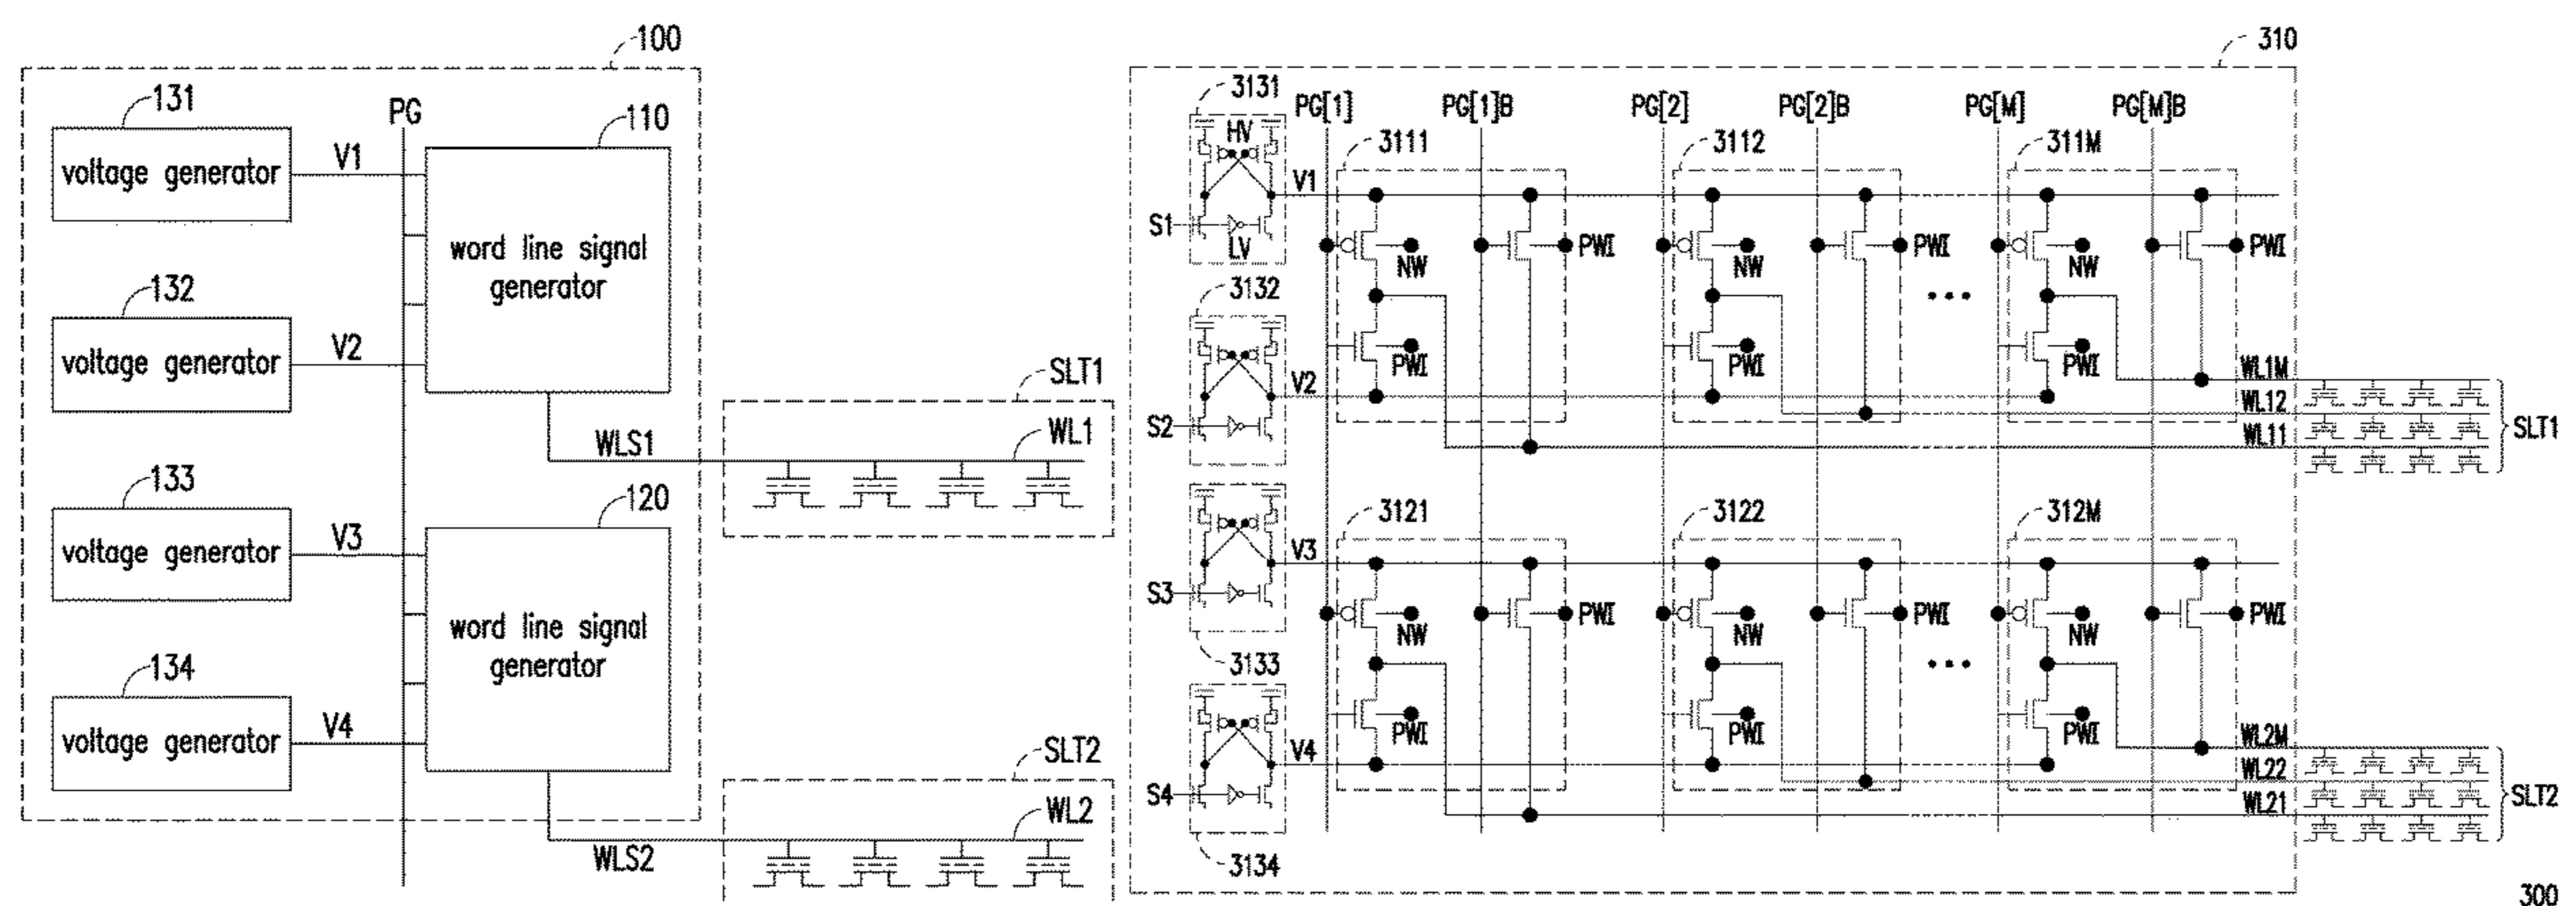 100
131
voltage generator
V1
PG
110
word line signal
generator
132
voltage generator
V2
WLS1
SLT1
WL1
133
voltage generator
V3
120
word line signal
generator
134
voltage generator
V4
WLS2
SLT2
WL2
310
3131
HV
LV
S1
V1
PG[1]
PG[1]B
PG[2]
PG[2]B
PG[M]
PG[M]B
3111
3112
311M
NW
PWI
NW
PWI
NW
PWI
3132
S2
V2
PWI
PWI
PWI
WL1M
WL12
WL11
SLT1
3133
S3
V3
3121
3122
312M
NW
PWI
NW
PWI
NW
PWI
3134
S4
V4
PWI
PWI
PWI
WL2M
WL22
WL21
SLT2
300